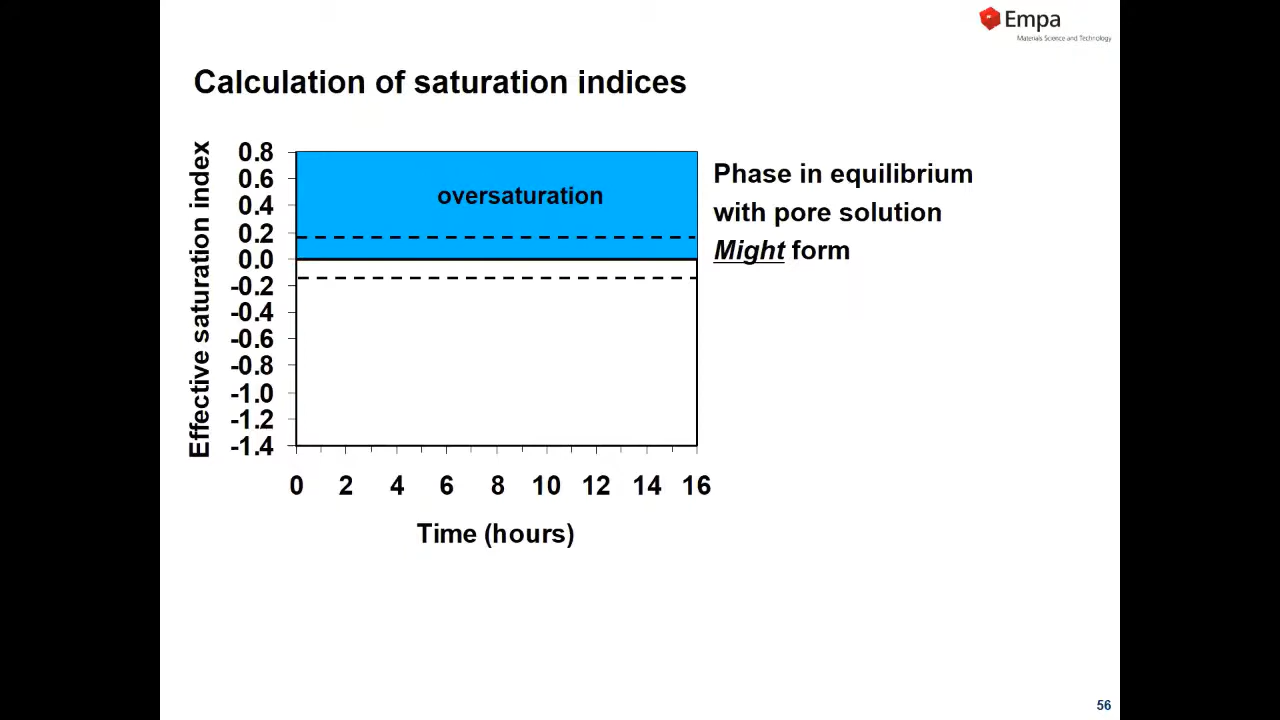 Empa
Materials Science and Technology
Calculation of saturation indices
Effective saturation index
0.8
0.6
0.4
0.2
0.0
-0.2
-0.4
-0.6
-0.8
-1.0
-1.2
-1.4
oversaturation
0 2 4 6 8 10 12 14 16
Time (hours)
Phase in equilibrium
with pore solution
Might form
56